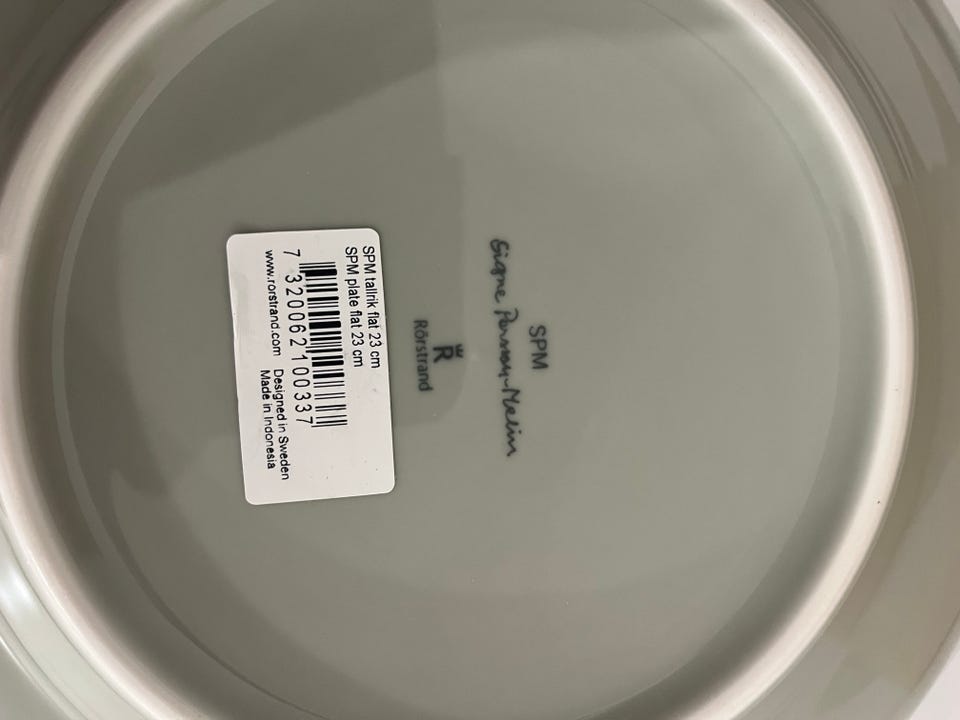 SPM
Signe Persson-Melin
R
Rörstrand
SPM tallrik flat 23 cm
SPM plate flat 23 cm
7 320062 100337
www.rorstrand.com Designed in Sweden
Made in Indonesia